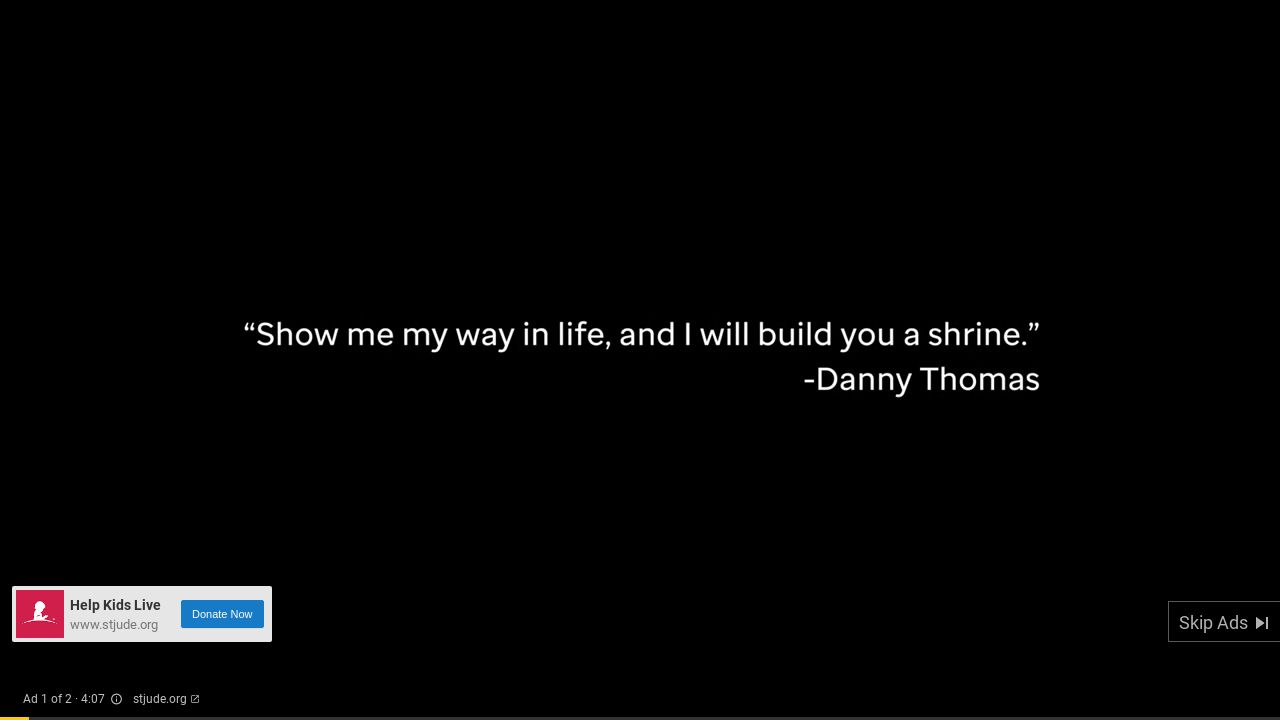 “Show me my way in life, and I will build you a shrine.”
-Danny Thomas
Help Kids Live
www.stjude.org
Donate Now
Skip Ads
Ad 1 of 2 · 4:07
stjude.org